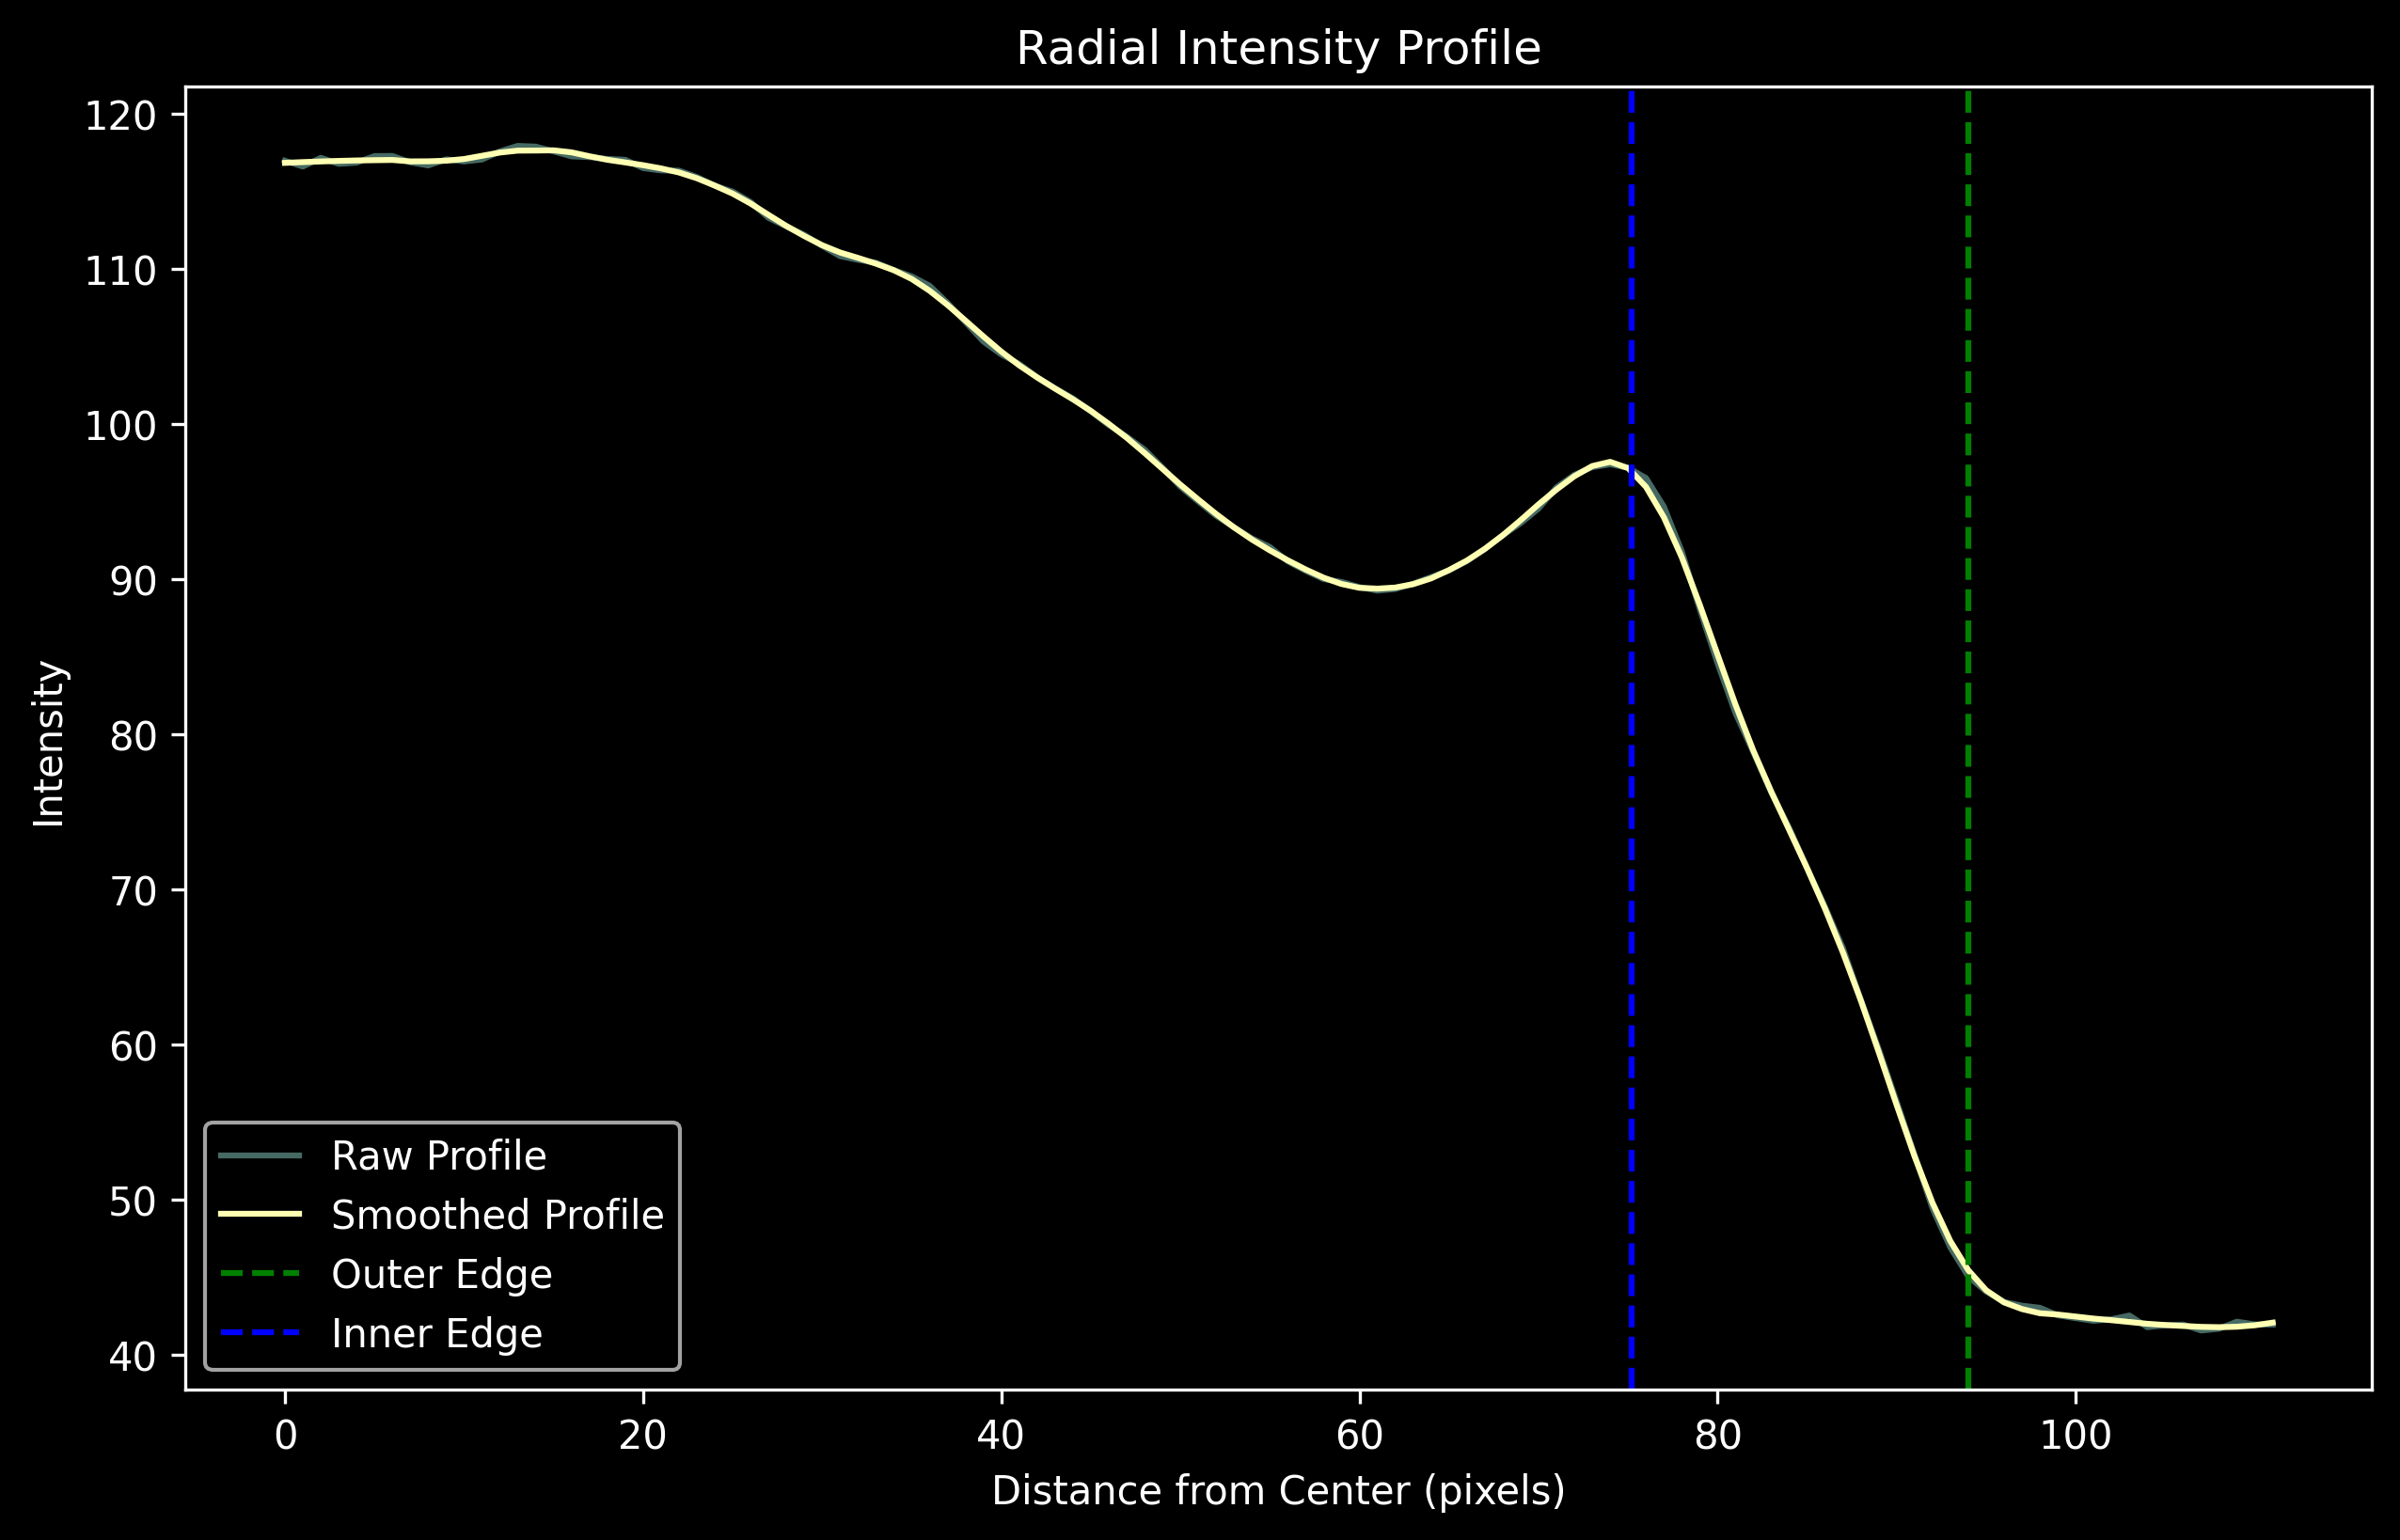 Radial Intensity Profile
120
110
100
90
80
70
60
50
40
Intensity
Raw Profile
Smoothed Profile
Outer Edge
Inner Edge
0 20 40 60 80 100
Distance from Center (pixels)